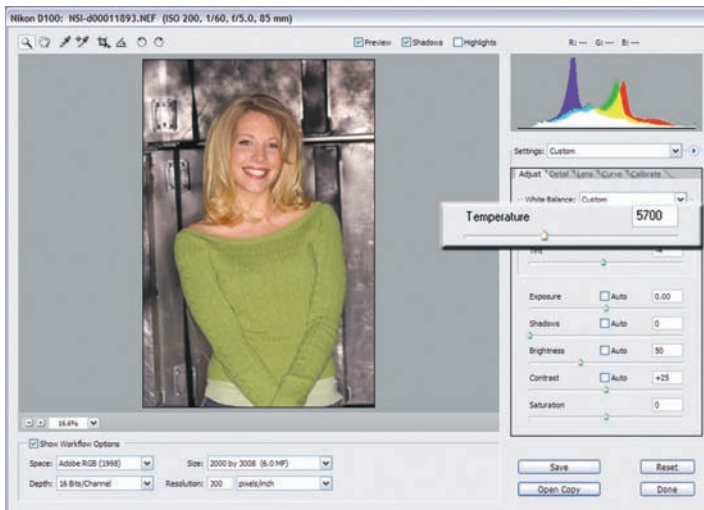 Nikon D100: NSI-d00011893.NEF (ISO 200, 1/60, f/5.0, 85 mm)
Preview Shadows Highlights R: --- G: --- B: ---
Settings: Custom
Adjust Detail Lens Curve Calibrate
White Balance: Custom
Temperature 5700
Tint -4
Exposure Auto 0.00
Shadows Auto 0
Brightness Auto 50
Contrast Auto +25
Saturation 0
16.6%
Show Workflow Options
Space: Adobe RGB (1998) Size: 2000 by 3008 (6.0 MP)
Depth: 16 Bits/Channel Resolution: 300 pixels/inch
Save Reset
Open Copy Done